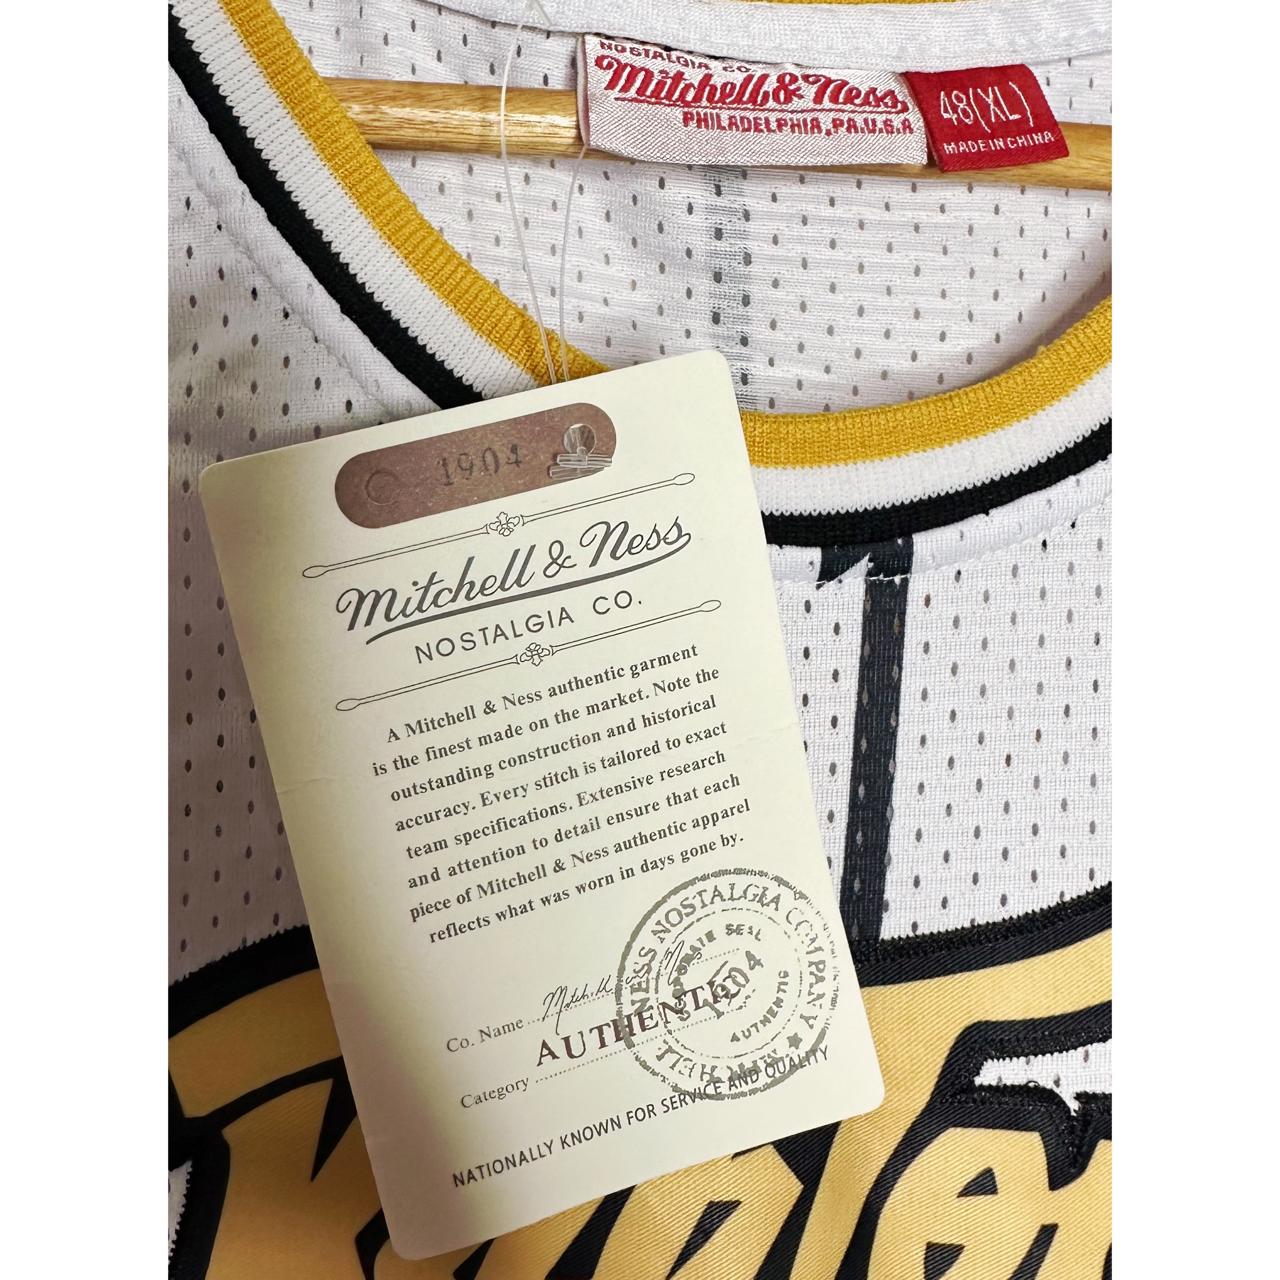 NOSTALGIA CO.
Mitchell & Ness
PHILADELPHIA, PA. U.S.A
48(XL)
MADE IN CHINA
1904
Mitchell & Ness
NOSTALGIA CO.
A Mitchell & Ness authentic garment
is the finest made on the market. Note the
outstanding construction and historical
accuracy. Every stitch is tailored to exact
team specifications. Extensive research
and attention to detail ensure that each
piece of Mitchell & Ness authentic apparel
reflects what was worn in days gone by.
Co. Name
Category
AUTHENTIC
NESS NOSTALGIA COMPANY
1904
AUTHENTIC
NATIONALLY KNOWN FOR SERVICE AND QUALITY